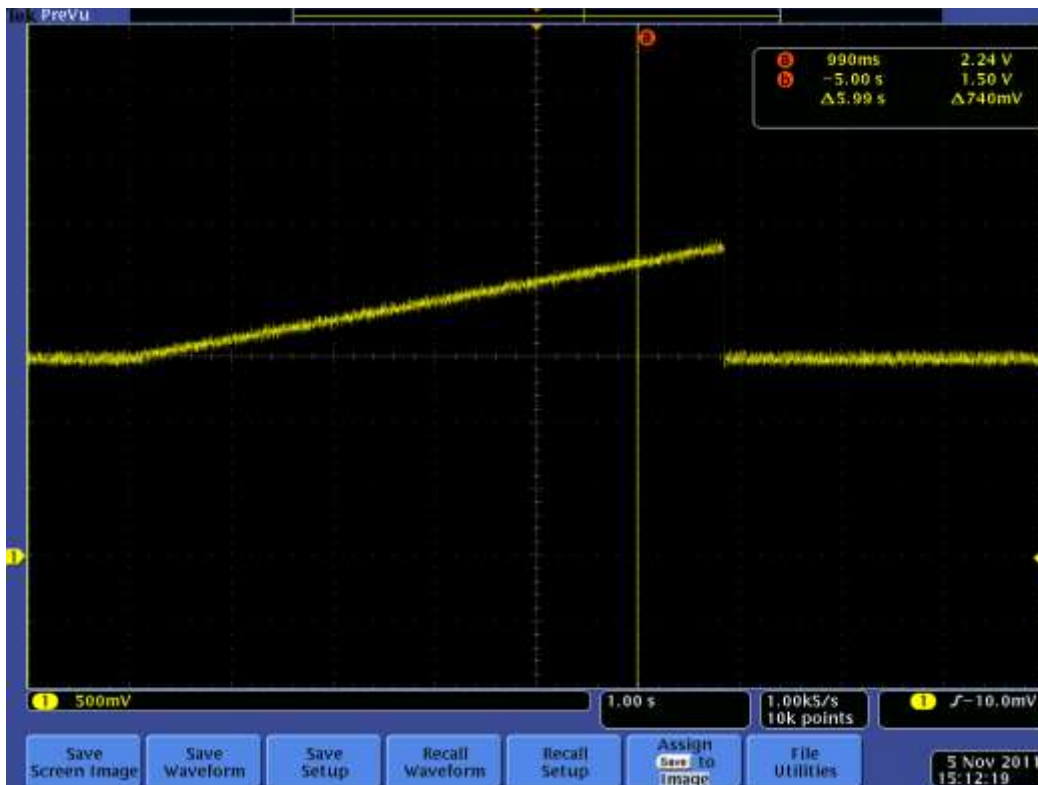 Tek PreVu
a
a 990ms 2.24 V
b -5.00 s 1.50 V
Δ5.99 s Δ740mV
1
1 500mV
1.00 s
1.00kS/s
10k points
1 ∫-10.0mV
Save
Screen Image
Save
Waveform
Save
Setup
Recall
Waveform
Recall
Setup
Assign
Save to
Image
File
Utilities
5 Nov 2011
15:12:19